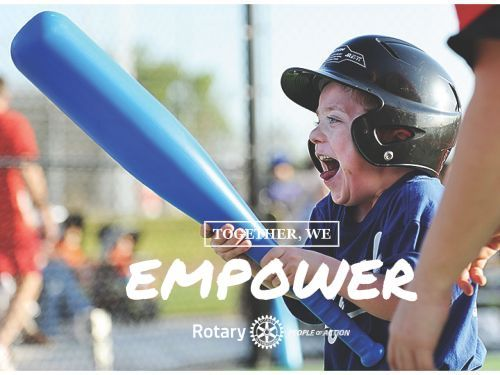 TOGETHER, WE
EMPOWER
Rotary PEOPLE OF ACTION